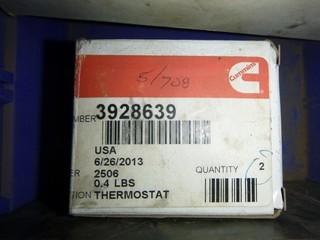 5/708
Cummins
MBER 3928639
USA
6/26/2013
ER 2506 QUANTITY 2
0.4 LBS
TION THERMOSTAT